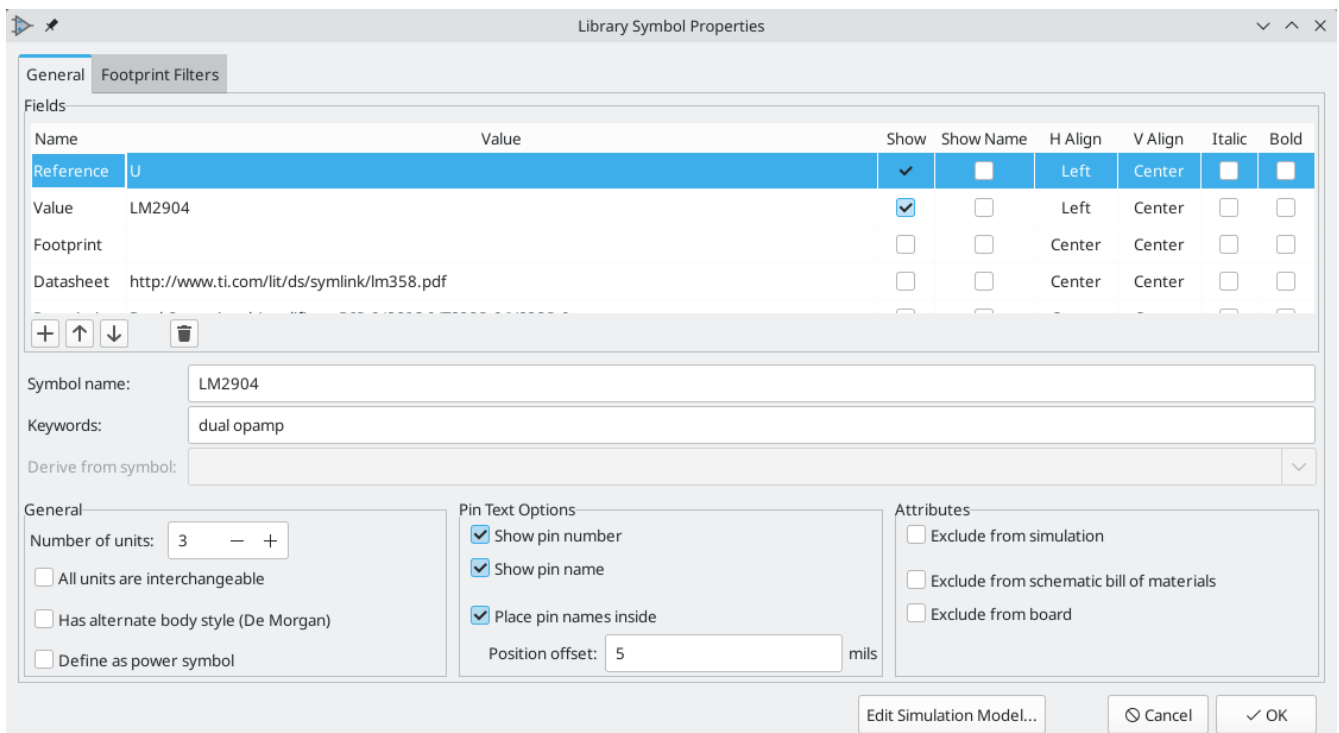 Library Symbol Properties
General Footprint Filters
Fields
Name Value Show Show Name H Align V Align Italic Bold
Reference U Left Center
Value LM2904 Left Center
Footprint Center Center
Datasheet http://www.ti.com/lit/ds/symlink/lm358.pdf Center Center
Symbol name: LM2904
Keywords: dual opamp
Derive from symbol:
General
Number of units: 3
All units are interchangeable
Has alternate body style (De Morgan)
Define as power symbol
Pin Text Options
Show pin number
Show pin name
Place pin names inside
Position offset: 5 mils
Attributes
Exclude from simulation
Exclude from schematic bill of materials
Exclude from board
Edit Simulation Model... Cancel OK